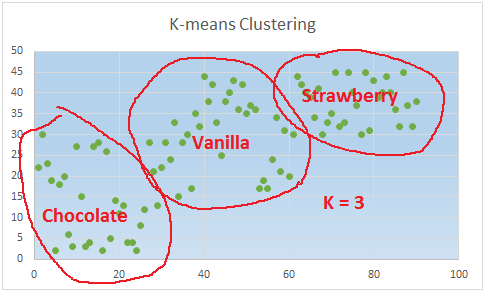 K-means Clustering
50
45
40
35
30
25
20
15
10
5
0
Strawberry
Vanilla
K = 3
Chocolate
0 20 40 60 80 100